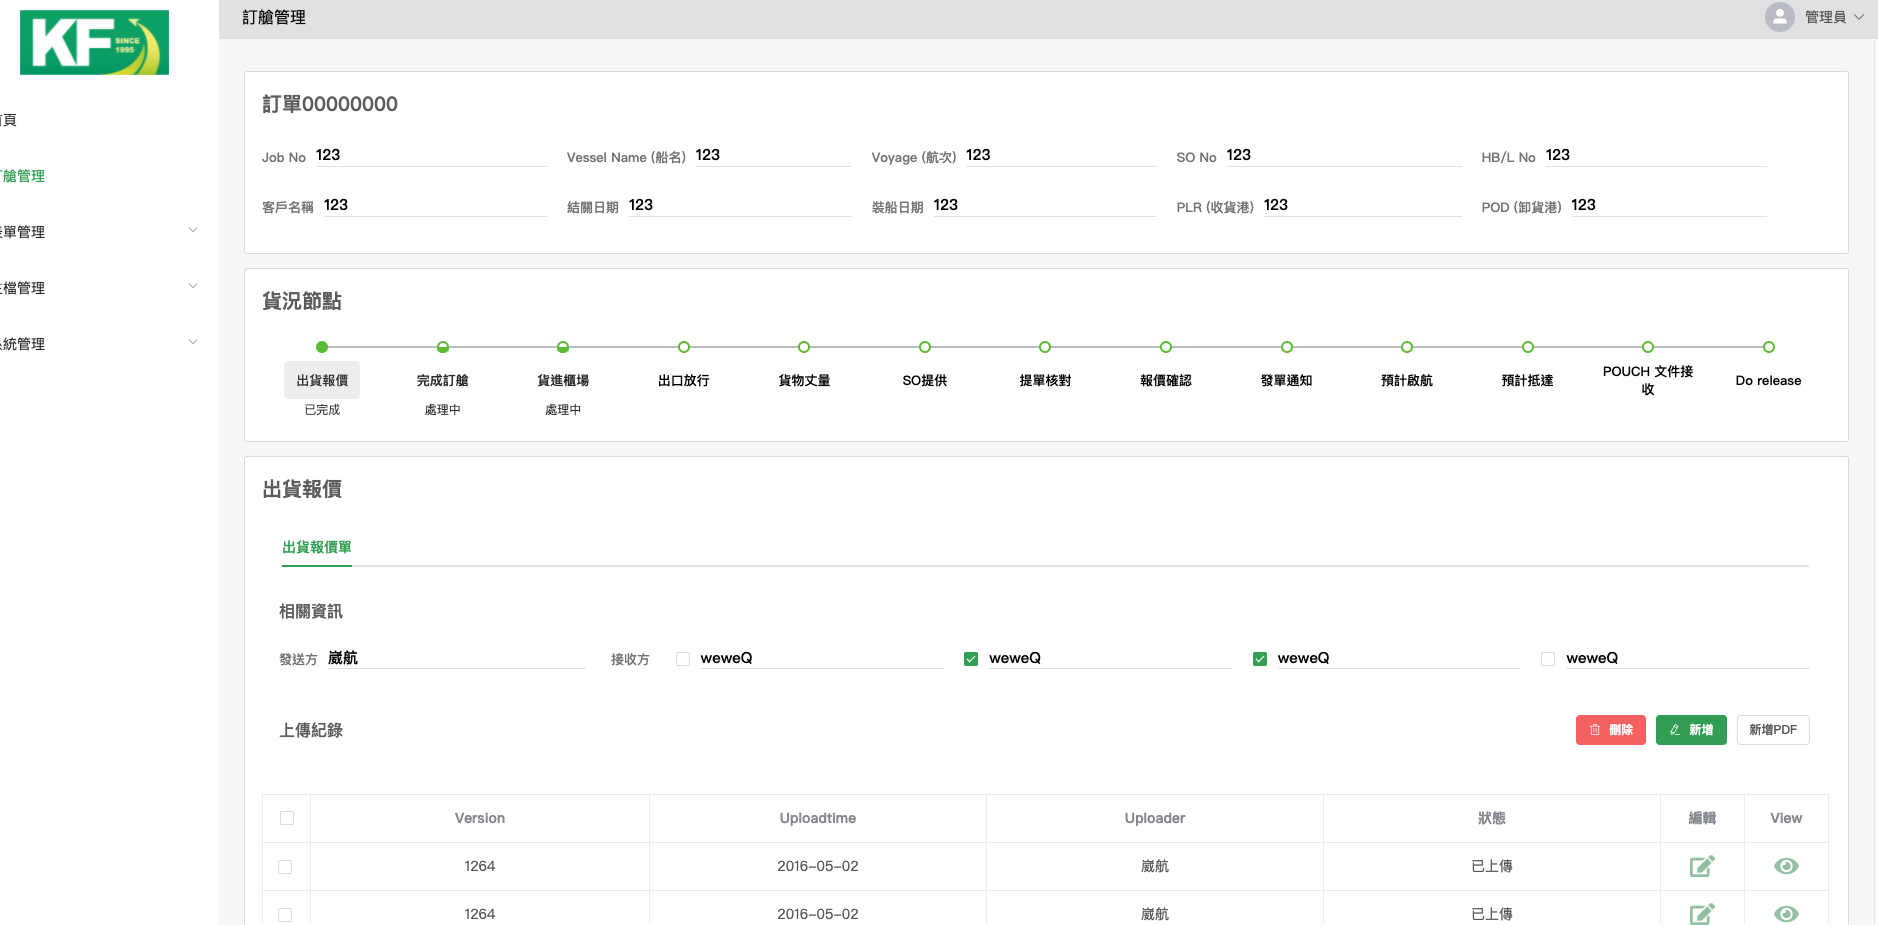 KF SINCE 1995
訂艙管理
管理員
頁
艙管理
單管理
檔管理
統管理
訂單00000000
Job No 123 Vessel Name (船名) 123 Voyage (航次) 123 SO No 123 HB/L No 123
客戶名稱 123 結關日期 123 裝船日期 123 PLR (收貨港) 123 POD (卸貨港) 123
貨況節點
出貨報價 完成訂艙 貨進櫃場 出口放行 貨物丈量 SO提供 提單核對 報價確認 發單通知 預計啟航 預計抵達 POUCH 文件接收 Do release
已完成 處理中 處理中
出貨報價
出貨報價單
相關資訊
發送方 崴航 接收方 weweQ weweQ weweQ weweQ
上傳紀錄 刪除 新增 新增PDF
Version Uploadtime Uploader 狀態 編輯 View
1264 2016-05-02 崴航 已上傳
1264 2016-05-02 崴航 已上傳